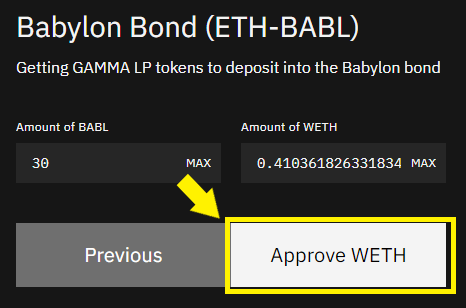 Babylon Bond (ETH-BABL)
Getting GAMMA LP tokens to deposit into the Babylon bond
Amount of BABL
Amount of WETH
30 MAX
0.410361826331834 MAX
Previous
Approve WETH